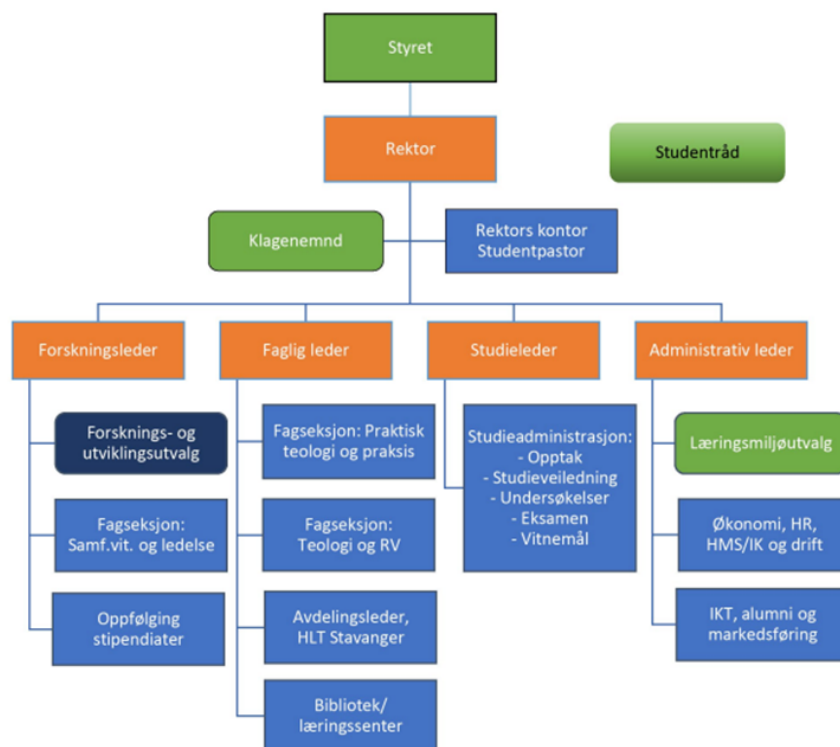 Styret
Rektor
Studentråd
Klagenemnd
Rektors kontor
Studentpastor
Forskningsleder
Faglig leder
Studieleder
Administrativ leder
Forsknings- og
utviklingsutvalg
Fagseksjon:
Samf.vit. og ledelse
Oppfølging
stipendiater
Fagseksjon: Praktisk
teologi og praksis
Fagseksjon:
Teologi og RV
Avdelingsleder,
HLT Stavanger
Bibliotek/
læringssenter
Studieadministrasjon:
- Opptak
- Studieveiledning
- Undersøkelser
- Eksamen
- Vitnemål
Læringsmiljøutvalg
Økonomi, HR,
HMS/IK og drift
IKT, alumni og
markedsføring